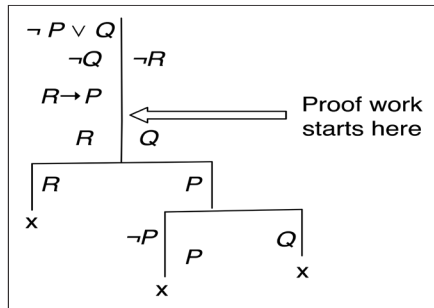 ¬ P ∨ Q
¬Q ¬R
R→P
Proof work
starts here
R Q
R P
x
¬P Q
P
x
x